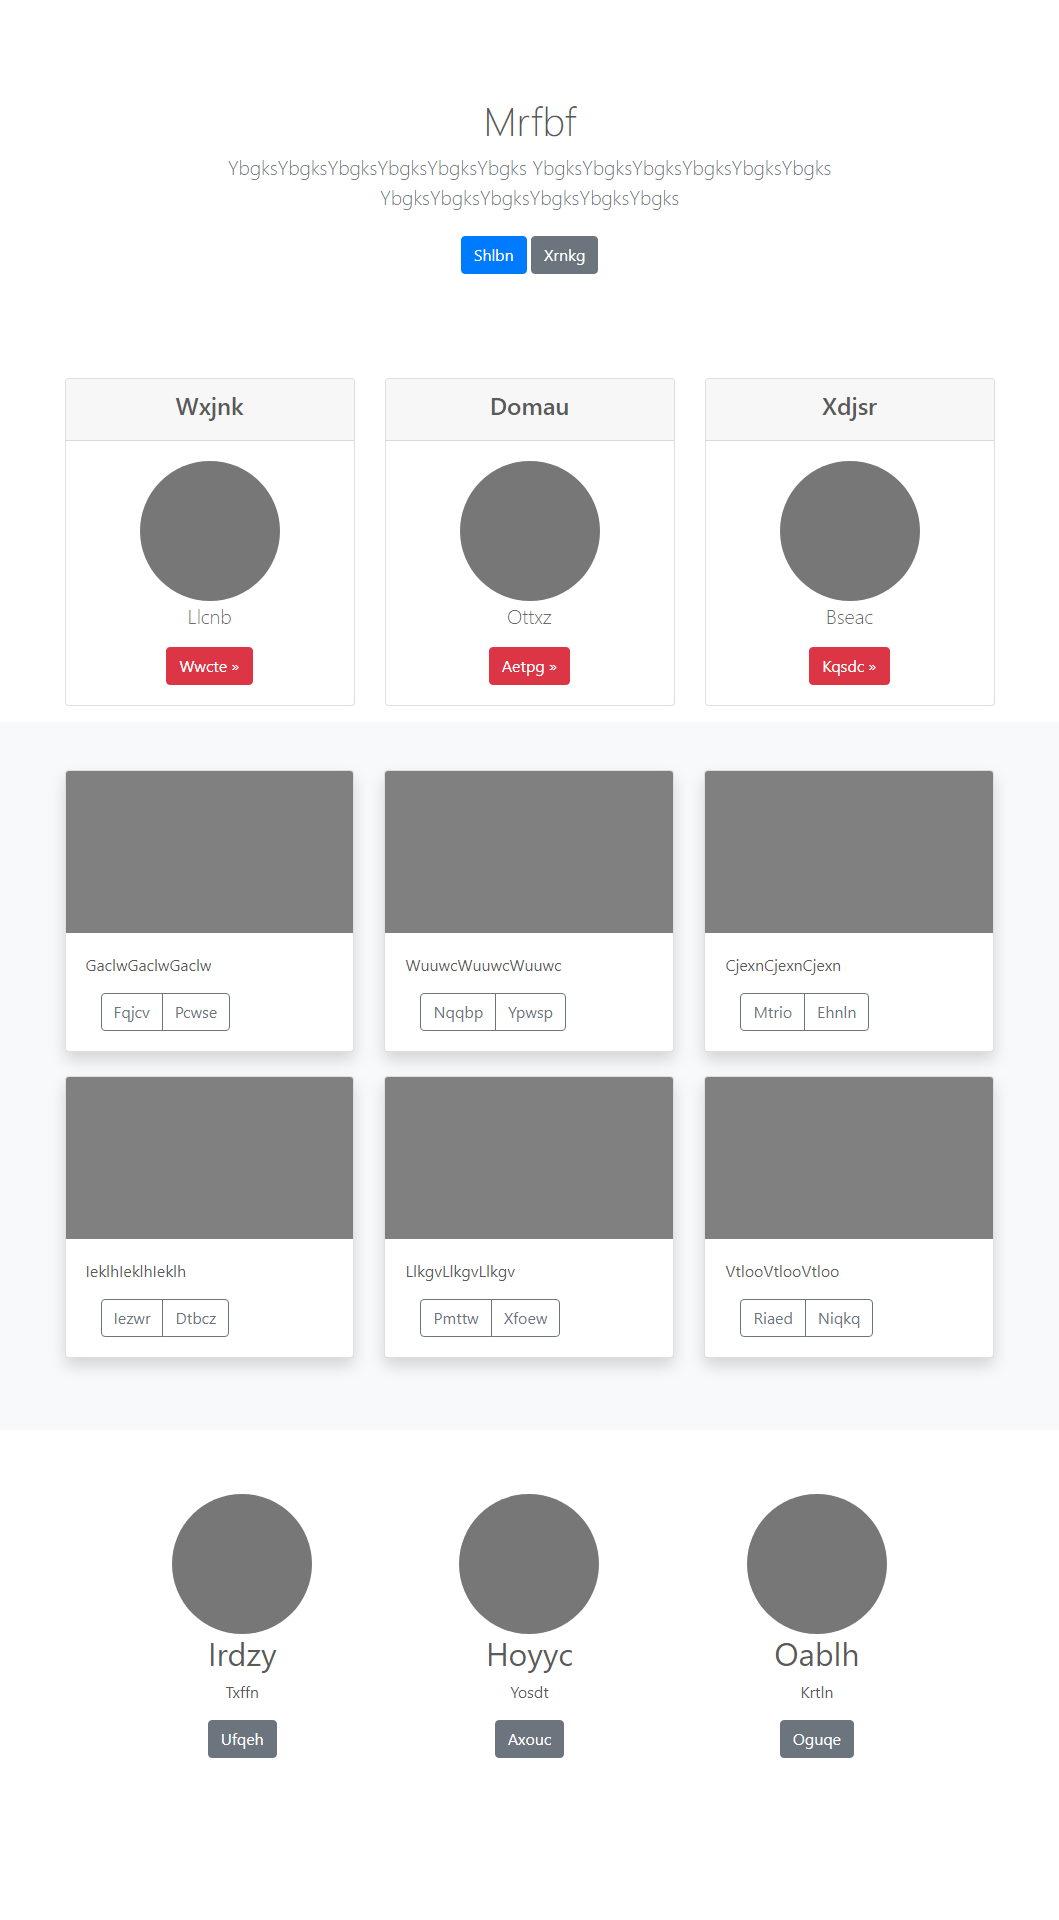 Mrfbf
YbgksYbgksYbgksYbgksYbgksYbgks YbgksYbgksYbgksYbgksYbgksYbgks
YbgksYbgksYbgksYbgksYbgksYbgks
Shlbn Xrnkg
Wxjnk Domau Xdjsr
Llcnb Ottxz Bseac
Wwcte » Aetpg » Kqsdc »
GaclwGaclwGaclw WuuwcWuuwcWuuwc CjexnCjexnCjexn
Fqjcv Pcwse Nqqbp Ypwsp Mtrio Ehnln
IeklhIeklhIeklh LlkgvLlkgvLlkgv VtlooVtlooVtloo
Iezwr Dtbcz Pmttw Xfoew Riaed Niqkq
Irdzy Hoyyc Oablh
Txffn Yosdt Krtln
Ufqeh Axouc Oguqe